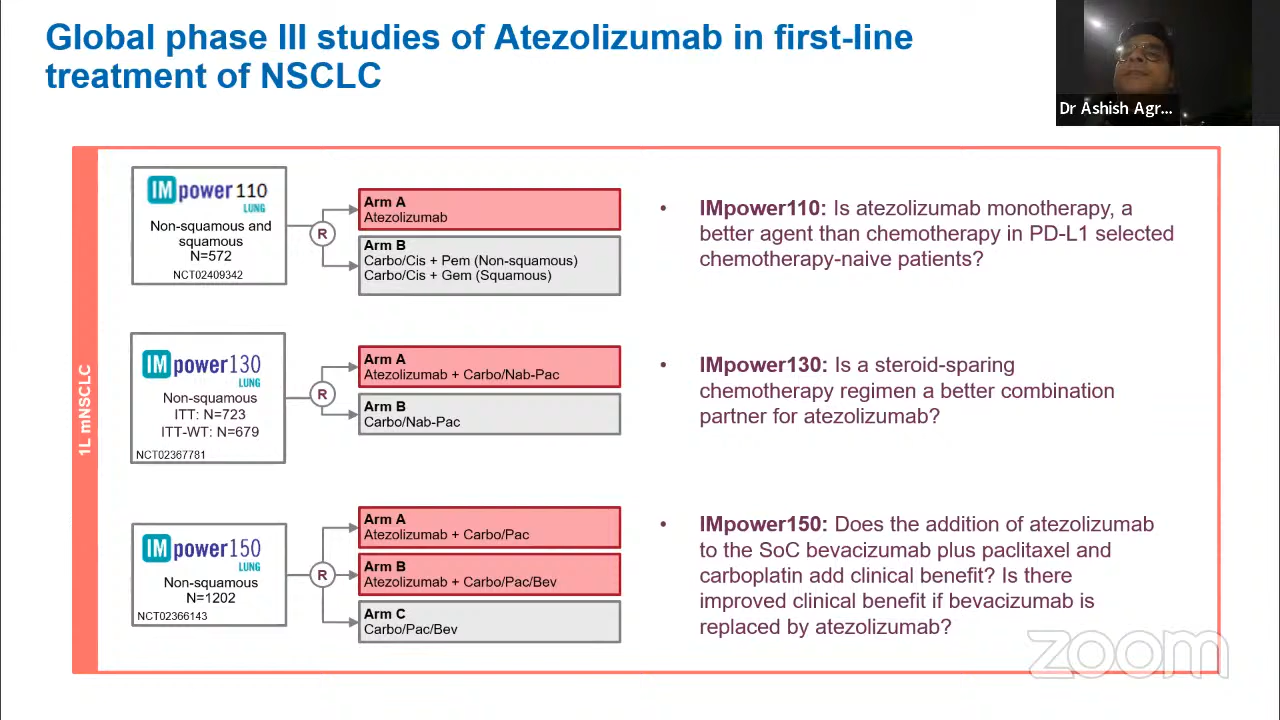 Global phase III studies of Atezolizumab in first-line
treatment of NSCLC
Dr Ashish Agr...
1L mNSCLC
IMpower110
LUNG
Non-squamous and
squamous
N=572
NCT02409342
R
Arm A
Atezolizumab
Arm B
Carbo/Cis + Pem (Non-squamous)
Carbo/Cis + Gem (Squamous)
• IMpower110: Is atezolizumab monotherapy, a
better agent than chemotherapy in PD-L1 selected
chemotherapy-naive patients?
IMpower130
LUNG
Non-squamous
ITT: N=723
ITT-WT: N=679
NCT02367781
R
Arm A
Atezolizumab + Carbo/Nab-Pac
Arm B
Carbo/Nab-Pac
• IMpower130: Is a steroid-sparing
chemotherapy regimen a better combination
partner for atezolizumab?
IMpower150
LUNG
Non-squamous
N=1202
NCT02366143
R
Arm A
Atezolizumab + Carbo/Pac
Arm B
Atezolizumab + Carbo/Pac/Bev
Arm C
Carbo/Pac/Bev
• IMpower150: Does the addition of atezolizumab
to the SoC bevacizumab plus paclitaxel and
carboplatin add clinical benefit? Is there
improved clinical benefit if bevacizumab is
replaced by atezolizumab?
zoom